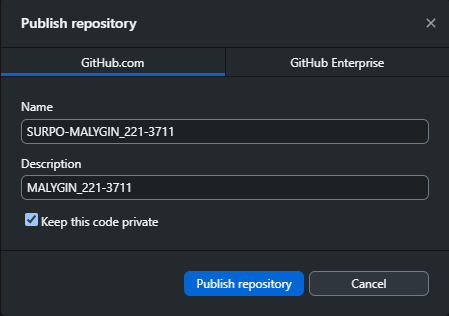 Publish repository
GitHub.com
GitHub Enterprise
Name
SURPO-MALYGIN_221-3711
Description
MALYGIN_221-3711
Keep this code private
Publish repository
Cancel